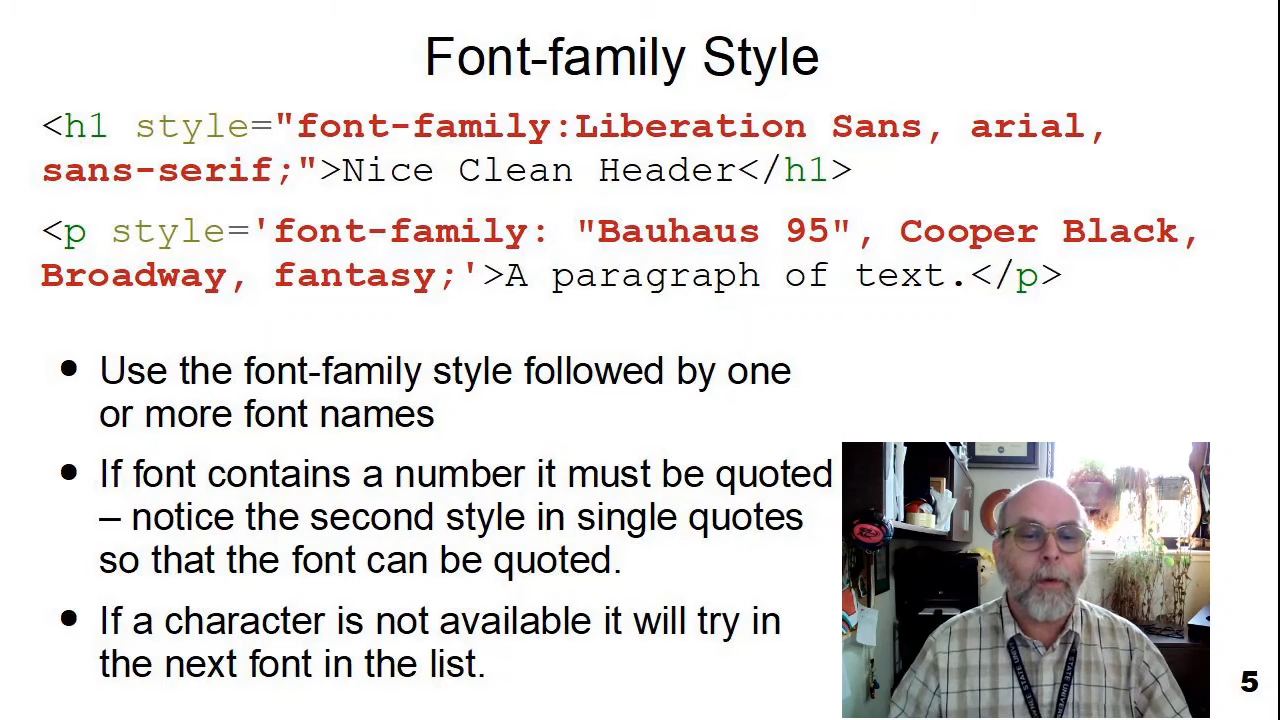 Font-family Style
<h1 style="font-family:Liberation Sans, arial,
sans-serif;">Nice Clean Header</h1>
<p style='font-family: "Bauhaus 95", Cooper Black,
Broadway, fantasy;'>A paragraph of text.</p>
• Use the font-family style followed by one
or more font names
• If font contains a number it must be quoted
– notice the second style in single quotes
so that the font can be quoted.
• If a character is not available it will try in
the next font in the list.
STATE UNIV
5